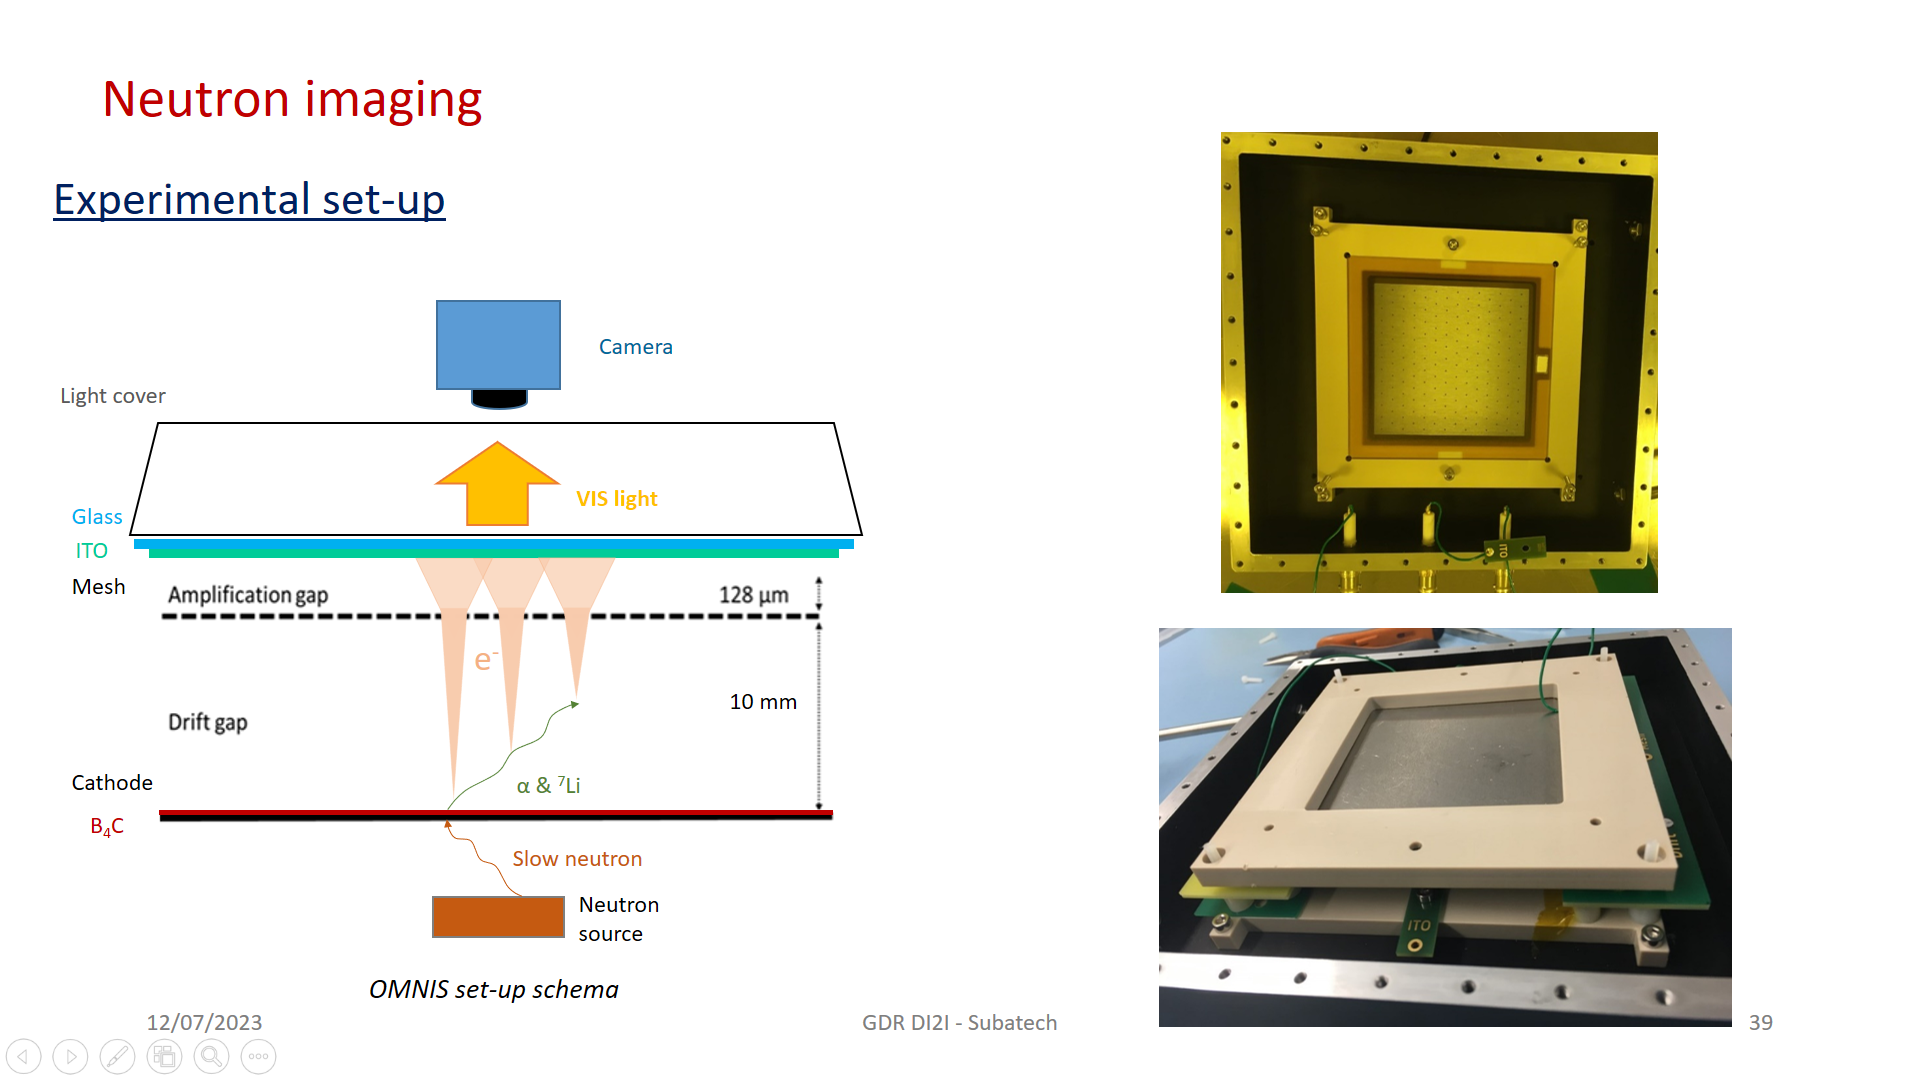 Neutron imaging
Experimental set-up
Camera
Light cover
VIS light
Glass
ITO
Mesh
Amplification gap
128 µm
e-
10 mm
Drift gap
Cathode
α & ⁷Li
B₄C
Slow neutron
Neutron
source
OMNIS set-up schema
ITO
ITO
12/07/2023
GDR DI2I - Subatech
39